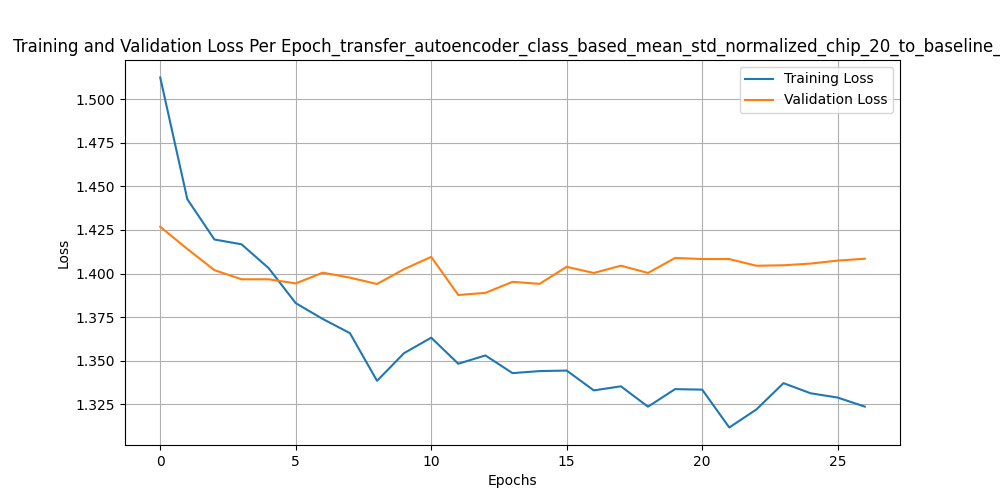 Training and Validation Loss Per Epoch_transfer_autoencoder_class_based_mean_std_normalized_chip_20_to_baseline_
Training Loss
Validation Loss
1.500
1.475
1.450
1.425
1.400
1.375
1.350
1.325
Loss
0 5 10 15 20 25
Epochs